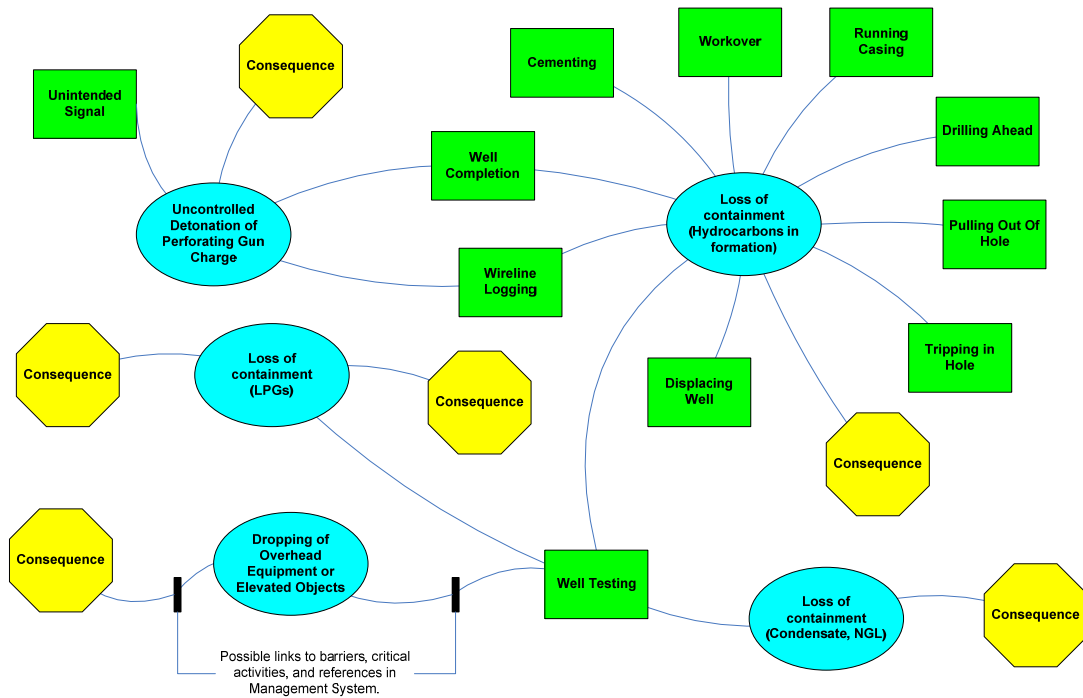 Consequence
Unintended
Signal
Cementing
Workover
Running
Casing
Drilling Ahead
Well
Completion
Uncontrolled
Detonation of
Perforating Gun
Charge
Loss of
containment
(Hydrocarbons in
formation)
Pulling Out Of
Hole
Wireline
Logging
Tripping in
Hole
Displacing
Well
Consequence
Loss of
containment
(LPGs)
Consequence
Consequence
Consequence
Dropping of
Overhead
Equipment or
Elevated Objects
Well Testing
Loss of
containment
(Condensate, NGL)
Consequence
Possible links to barriers, critical
activities, and references in
Management System.